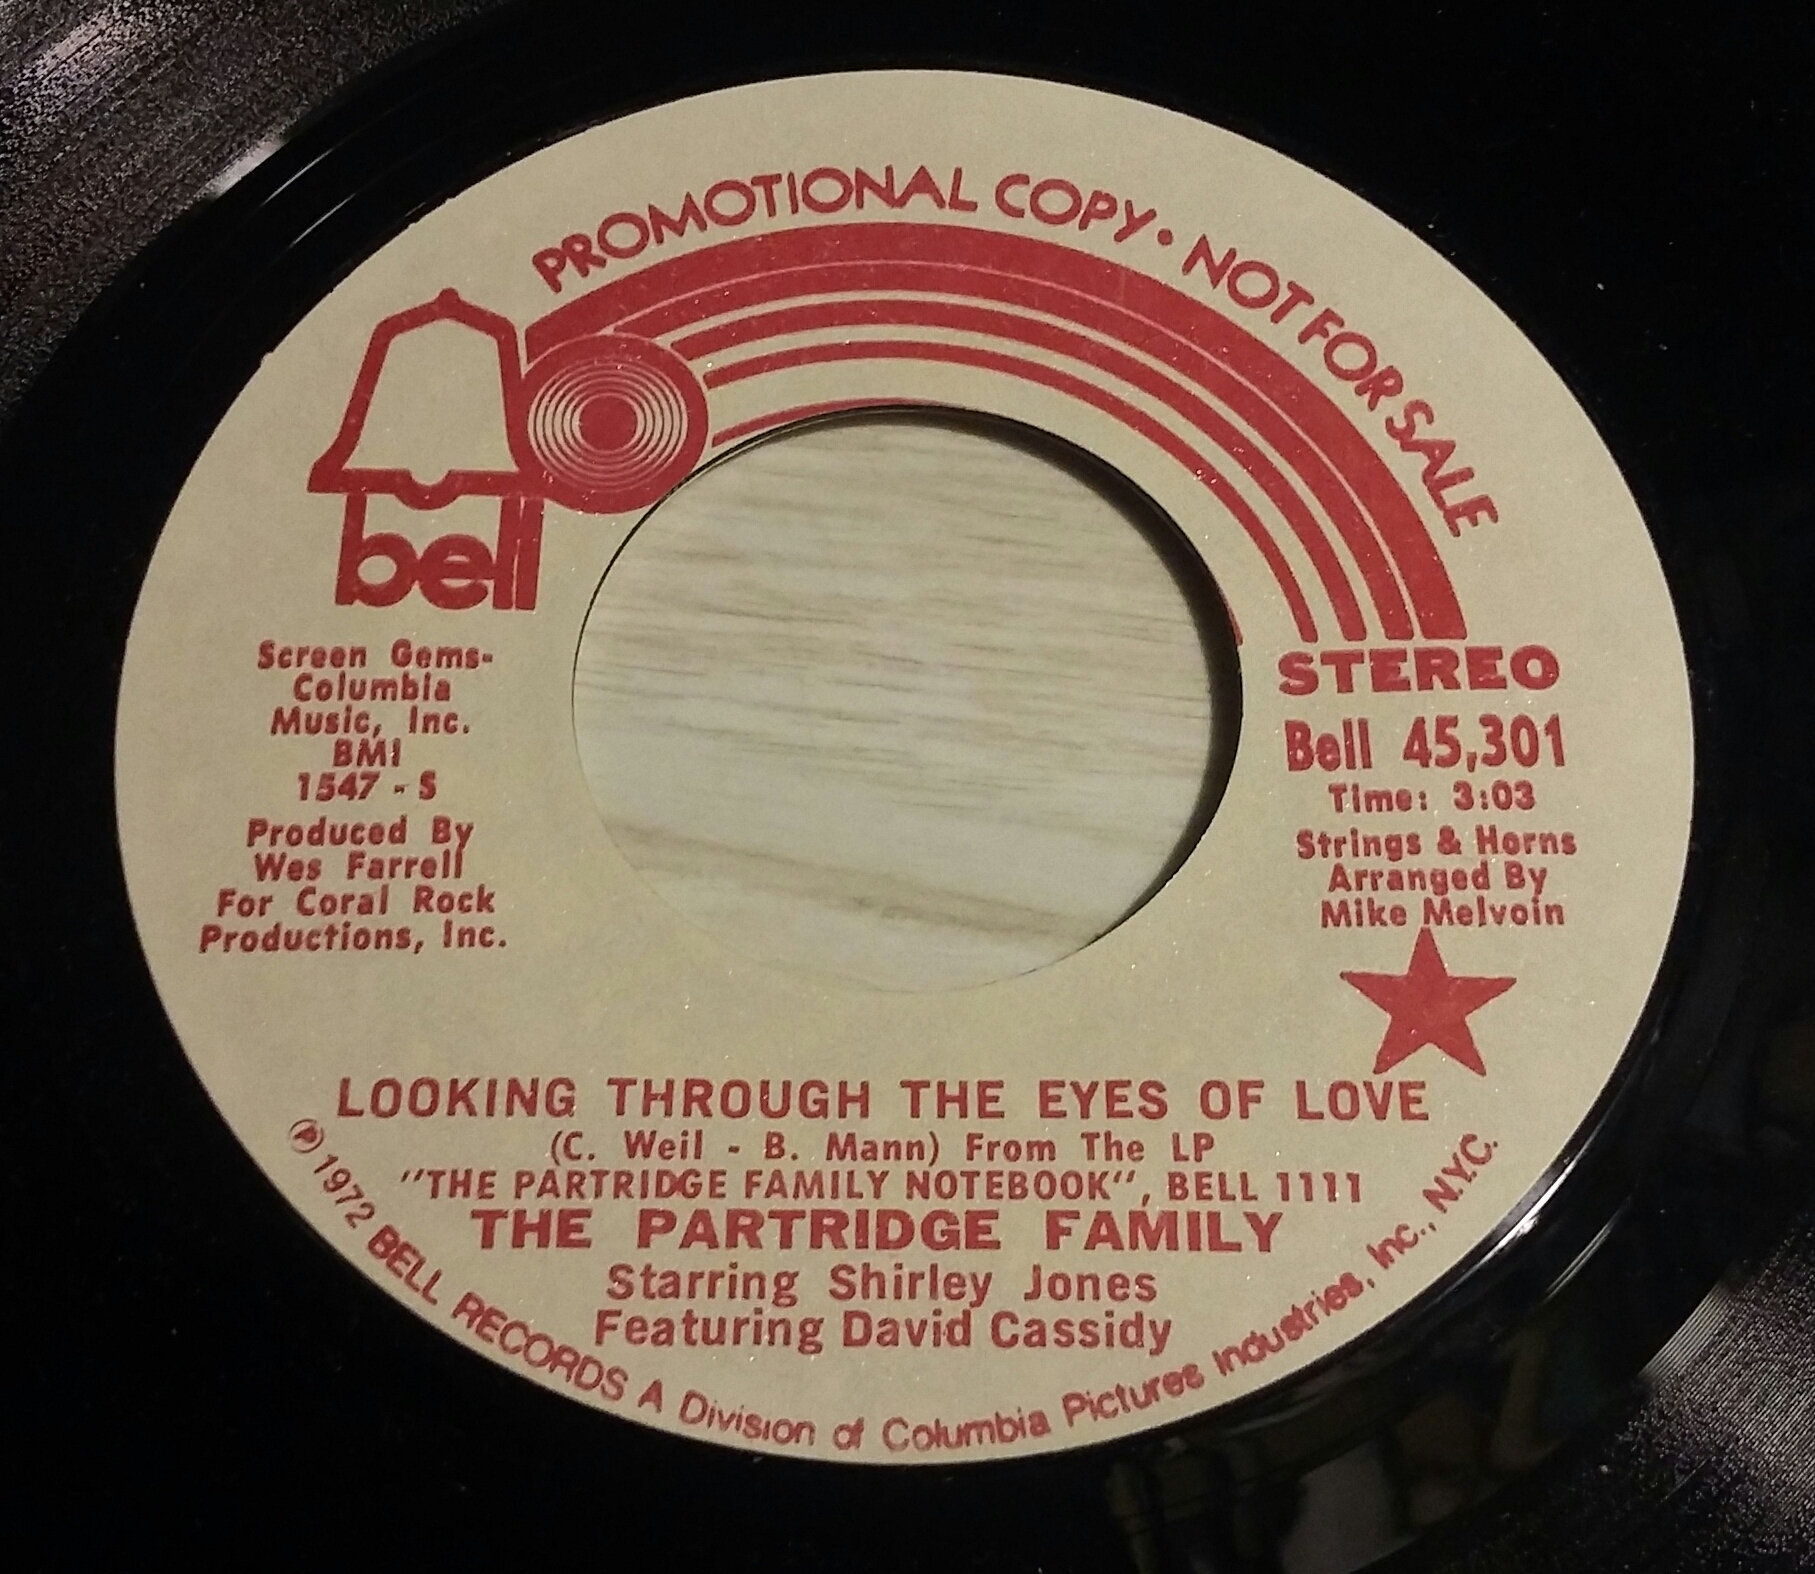 PROMOTIONAL COPY • NOT FOR SALE
bell
Screen Gems-
Columbia
Music, Inc.
BMI
1547 - S
Produced By
Wes Farrell
For Coral Rock
Productions, Inc.
STEREO
Bell 45,301
Time: 3:03
Strings & Horns
Arranged By
Mike Melvoin
LOOKING THROUGH THE EYES OF LOVE
(C. Weil - B. Mann) From The LP
"THE PARTRIDGE FAMILY NOTEBOOK", BELL 1111
THE PARTRIDGE FAMILY
Starring Shirley Jones
Featuring David Cassidy
Ⓟ 1972 BELL RECORDS A Division of Columbia Pictures Industries, Inc., N.Y.C.